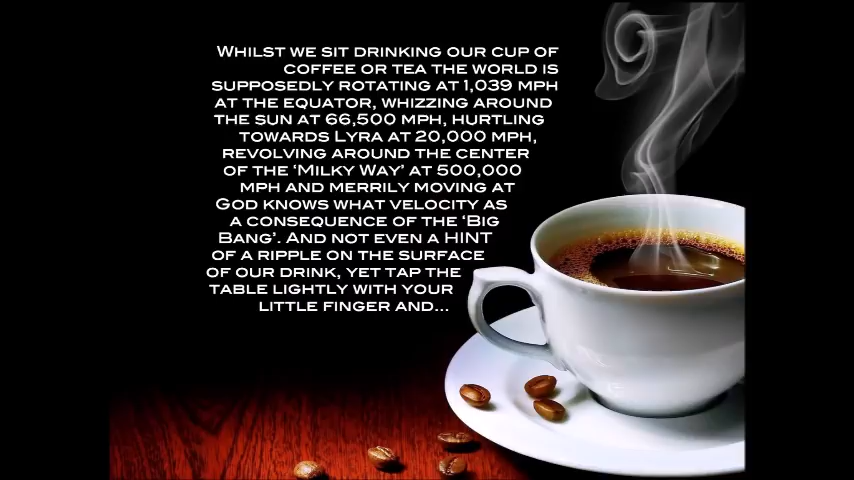 Whilst we sit drinking our cup of
coffee or tea the world is
supposedly rotating at 1,039 mph
at the equator, whizzing around
the sun at 66,500 mph, hurtling
towards Lyra at 20,000 mph,
revolving around the center
of the ‘Milky Way’ at 500,000
mph and merrily moving at
God knows what velocity as
a consequence of the ‘Big
Bang’. And not even a HINT
of a ripple on the surface
of our drink, yet tap the
table lightly with your
little finger and...